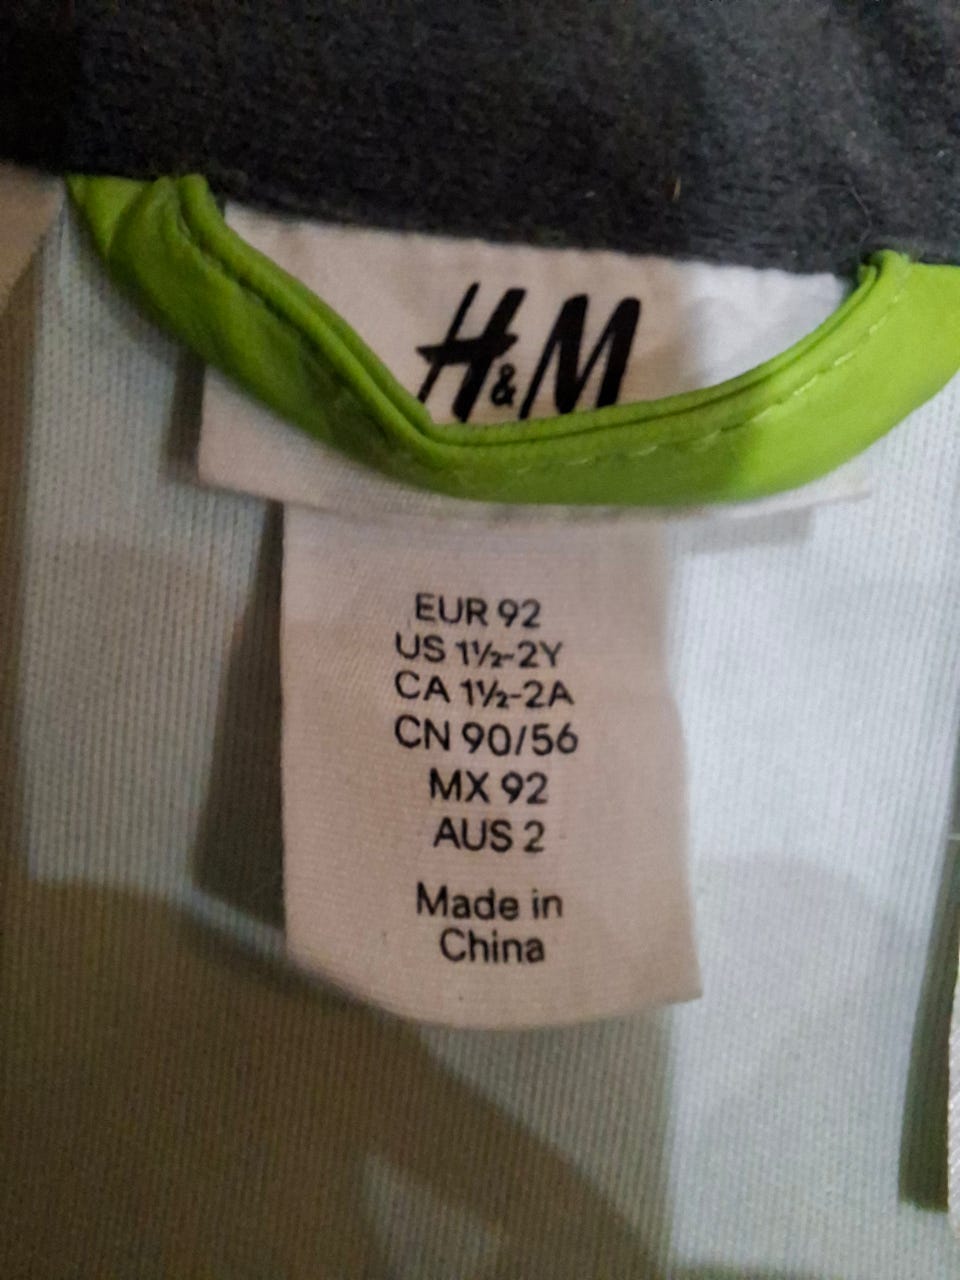 H&M
EUR 92
US 1½-2Y
CA 1½-2A
CN 90/56
MX 92
AUS 2
Made in
China